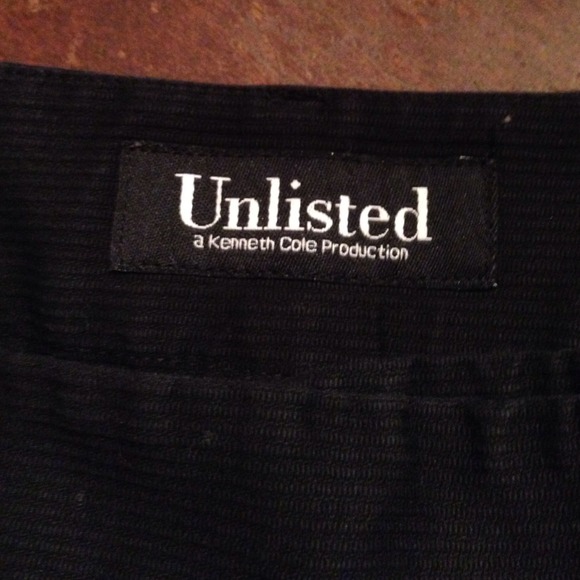 Unlisted
a Kenneth Cole Production